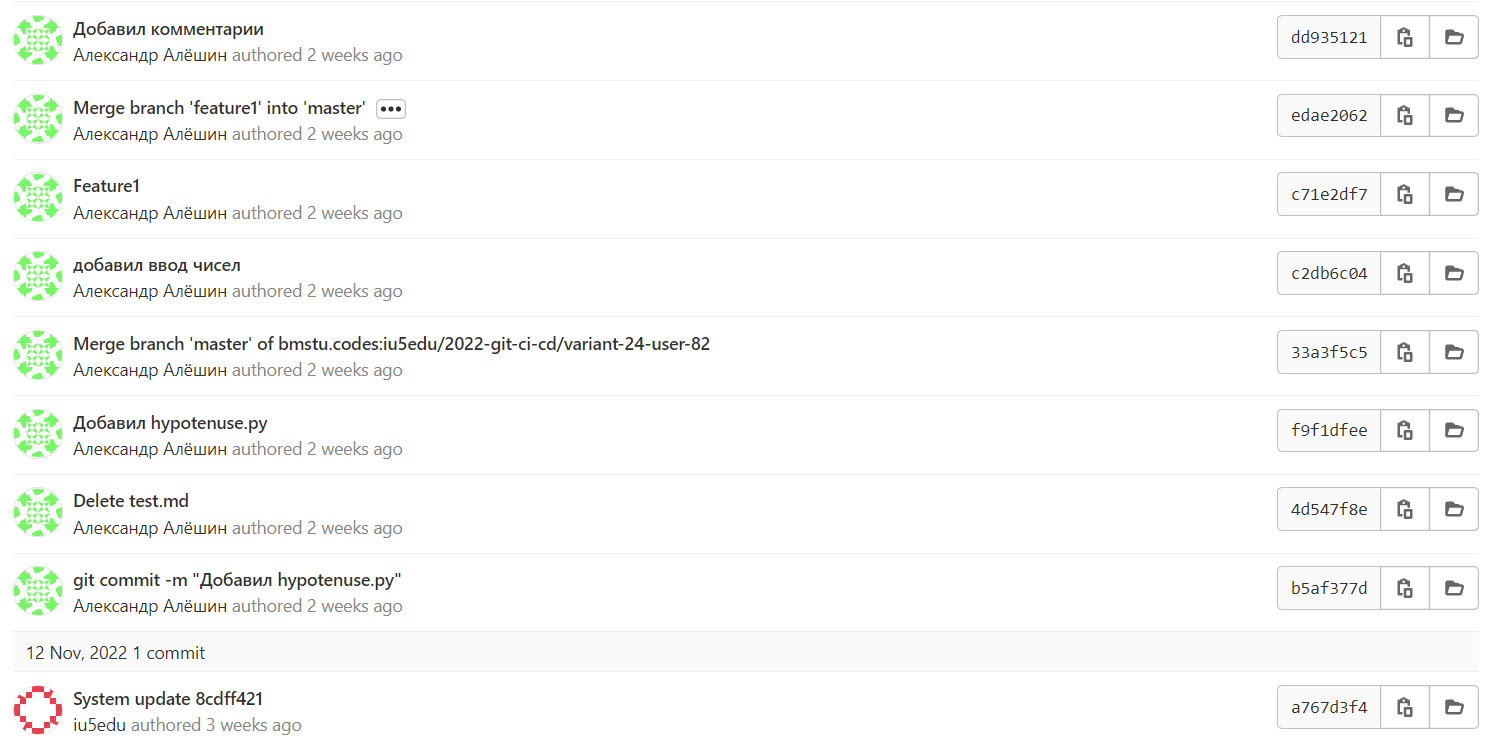 Добавил комментарии
dd935121
Александр Алёшин authored 2 weeks ago
Merge branch 'feature1' into 'master'
edae2062
Александр Алёшин authored 2 weeks ago
Feature1
c71e2df7
Александр Алёшин authored 2 weeks ago
добавил ввод чисел
c2db6c04
Александр Алёшин authored 2 weeks ago
Merge branch 'master' of bmstu.codes:iu5edu/2022-git-ci-cd/variant-24-user-82
33a3f5c5
Александр Алёшин authored 2 weeks ago
Добавил hypotenuse.py
f9f1dfee
Александр Алёшин authored 2 weeks ago
Delete test.md
4d547f8e
Александр Алёшин authored 2 weeks ago
git commit -m "Добавил hypotenuse.py"
b5af377d
Александр Алёшин authored 2 weeks ago
12 Nov, 2022 1 commit
System update 8cdff421
a767d3f4
iu5edu authored 3 weeks ago